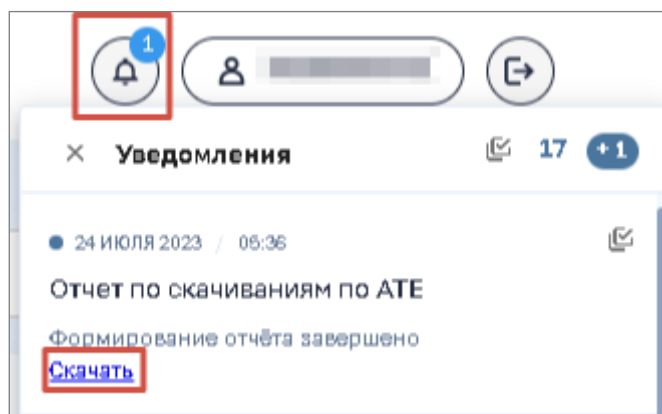 1
Уведомления 17 +1
24 ИЮЛЯ 2023 / 06:36
Отчет по скачиваниям по АТЕ
Формирование отчёта завершено
Скачать